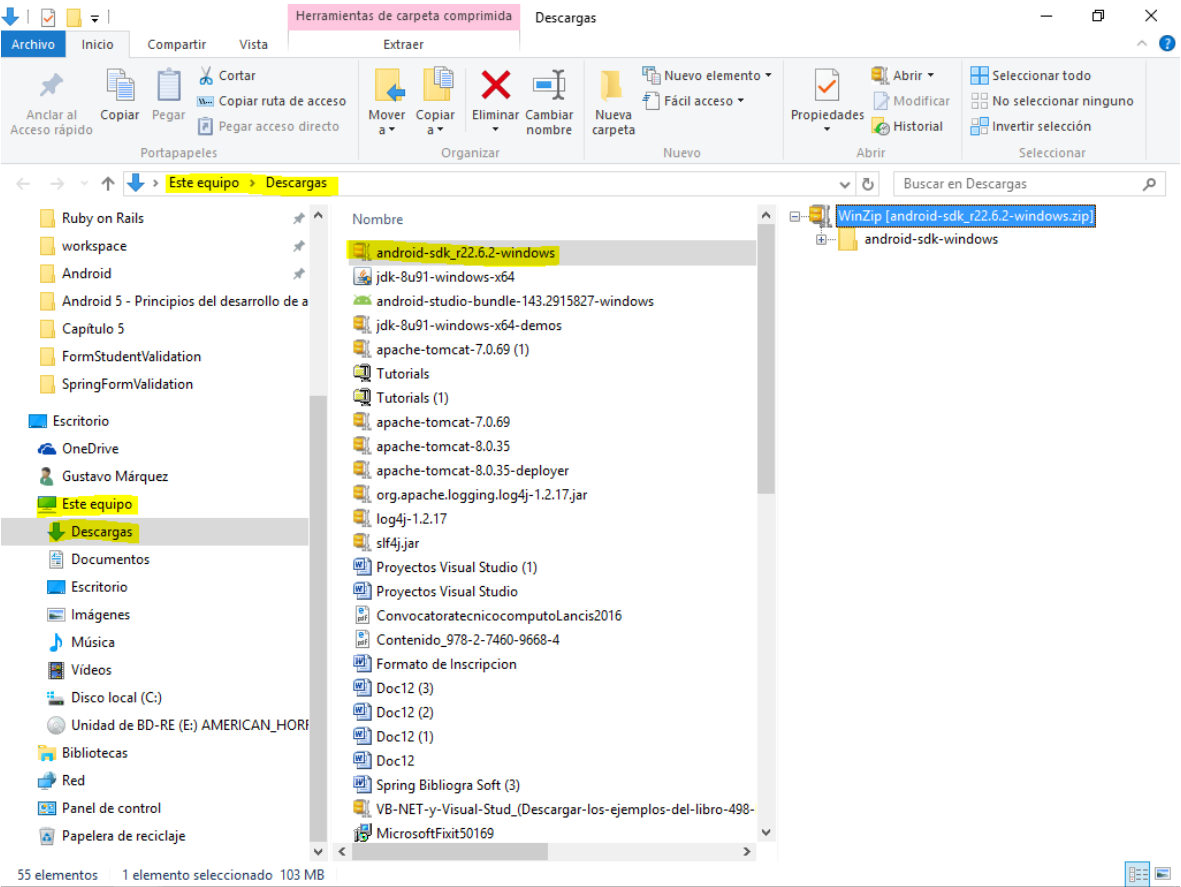 Herramientas de carpeta comprimida
Descargas
Archivo
Inicio
Compartir
Vista
Extraer
Anclar al
Acceso rápido
Copiar
Pegar
Cortar
Copiar ruta de acceso
Pegar acceso directo
Portapapeles
Mover
a
Copiar
a
Eliminar
Cambiar
nombre
Organizar
Nueva
carpeta
Nuevo elemento
Fácil acceso
Nuevo
Propiedades
Abrir
Modificar
Historial
Abrir
Seleccionar todo
No seleccionar ninguno
Invertir selección
Seleccionar
Este equipo > Descargas
Buscar en Descargas
Ruby on Rails
workspace
Android
Android 5 - Principios del desarrollo de a
Capítulo 5
FormStudentValidation
SpringFormValidation
Escritorio
OneDrive
Gustavo Márquez
Este equipo
Descargas
Documentos
Escritorio
Imágenes
Música
Vídeos
Disco local (C:)
Unidad de BD-RE (E:) AMERICAN_HORR
Bibliotecas
Red
Panel de control
Papelera de reciclaje
Nombre
android-sdk_r22.6.2-windows
jdk-8u91-windows-x64
android-studio-bundle-143.2915827-windows
jdk-8u91-windows-x64-demos
apache-tomcat-7.0.69 (1)
Tutorials
Tutorials (1)
apache-tomcat-7.0.69
apache-tomcat-8.0.35
apache-tomcat-8.0.35-deployer
org.apache.logging.log4j-1.2.17.jar
log4j-1.2.17
slf4j.jar
Proyectos Visual Studio (1)
Proyectos Visual Studio
ConvocatoratecnicocomputoLancis2016
Contenido_978-2-7460-9668-4
Formato de Inscripcion
Doc12 (3)
Doc12 (2)
Doc12 (1)
Doc12
Spring Bibliogra Soft (3)
VB-NET-y-Visual-Stud_(Descargar-los-ejemplos-del-libro-498-
MicrosoftFixit50169
WinZip [android-sdk_r22.6.2-windows.zip]
android-sdk-windows
55 elementos
1 elemento seleccionado 103 MB